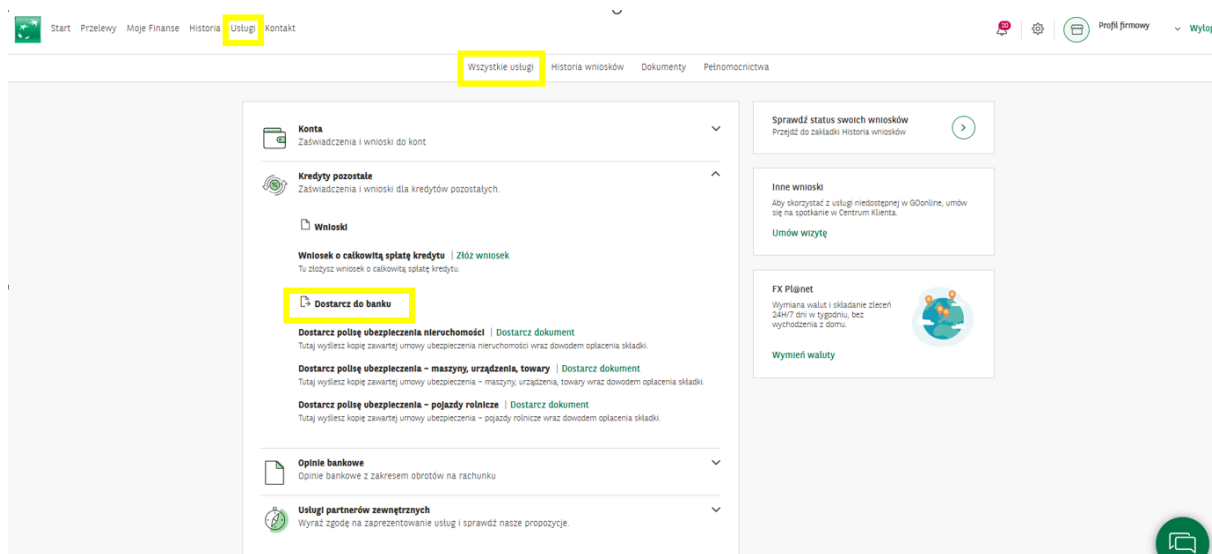 Start Przelewy Moje Finanse Historia Usługi Kontakt
20
Profil firmowy
Wylog
Wszystkie usługi Historia wniosków Dokumenty Pełnomocnictwa
Konta
Zaświadczenia i wnioski do kont
Kredyty pozostałe
Zaświadczenia i wnioski dla kredytów pozostałych.
Wnioski
Wniosek o całkowitą spłatę kredytu | Złóż wniosek
Tu złożysz wniosek o całkowitą spłatę kredytu.
Dostarcz do banku
Dostarcz polisę ubezpieczenia nieruchomości | Dostarcz dokument
Tutaj wyślesz kopię zawartej umowy ubezpieczenia nieruchomości wraz dowodem opłacenia składki.
Dostarcz polisę ubezpieczenia – maszyny, urządzenia, towary | Dostarcz dokument
Tutaj wyślesz kopię zawartej umowy ubezpieczenia – maszyny, urządzenia, towary wraz dowodem opłacenia składki.
Dostarcz polisę ubezpieczenia – pojazdy rolnicze | Dostarcz dokument
Tutaj wyślesz kopię zawartej umowy ubezpieczenia – pojazdy rolnicze wraz dowodem opłacenia składki.
Opinie bankowe
Opinie bankowe z zakresem obrotów na rachunku
Usługi partnerów zewnętrznych
Wyraź zgodę na zaprezentowanie usług i sprawdź nasze propozycje.
Sprawdź status swoich wniosków
Przejdź do zakładki Historia wniosków
Inne wnioski
Aby skorzystać z usługi niedostępnej w GOonline, umów
się na spotkanie w Centrum Klienta.
Umów wizytę
FX Pl@net
Wymiana walut i składanie zleceń
24H/7 dni w tygodniu, bez
wychodzenia z domu.
Wymień waluty